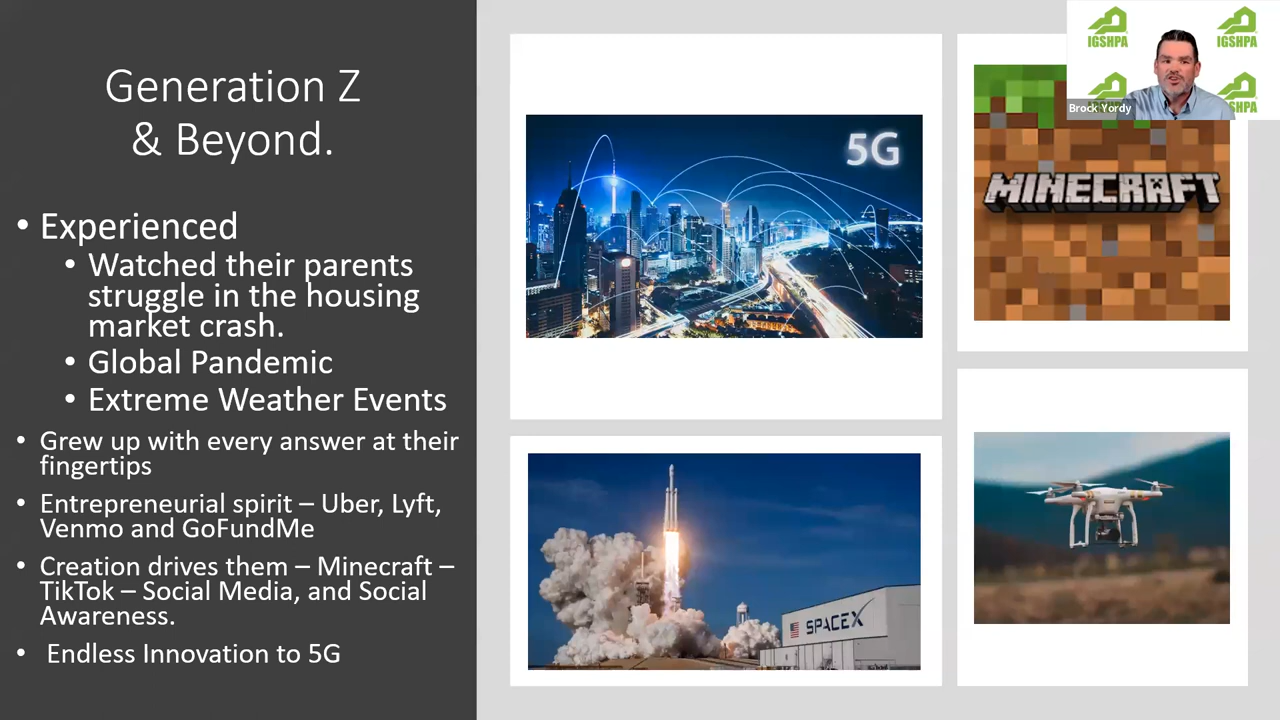 Generation Z
& Beyond.
• Experienced
• Watched their parents
struggle in the housing
market crash.
• Global Pandemic
• Extreme Weather Events
• Grew up with every answer at their
fingertips
• Entrepreneurial spirit – Uber, Lyft,
Venmo and GoFundMe
• Creation drives them – Minecraft –
TikTok – Social Media, and Social
Awareness.
• Endless Innovation to 5G
5G
MINECRAFT
SPACEX
IGSHPA
IGSHPA
Brock Yordy
SHPA